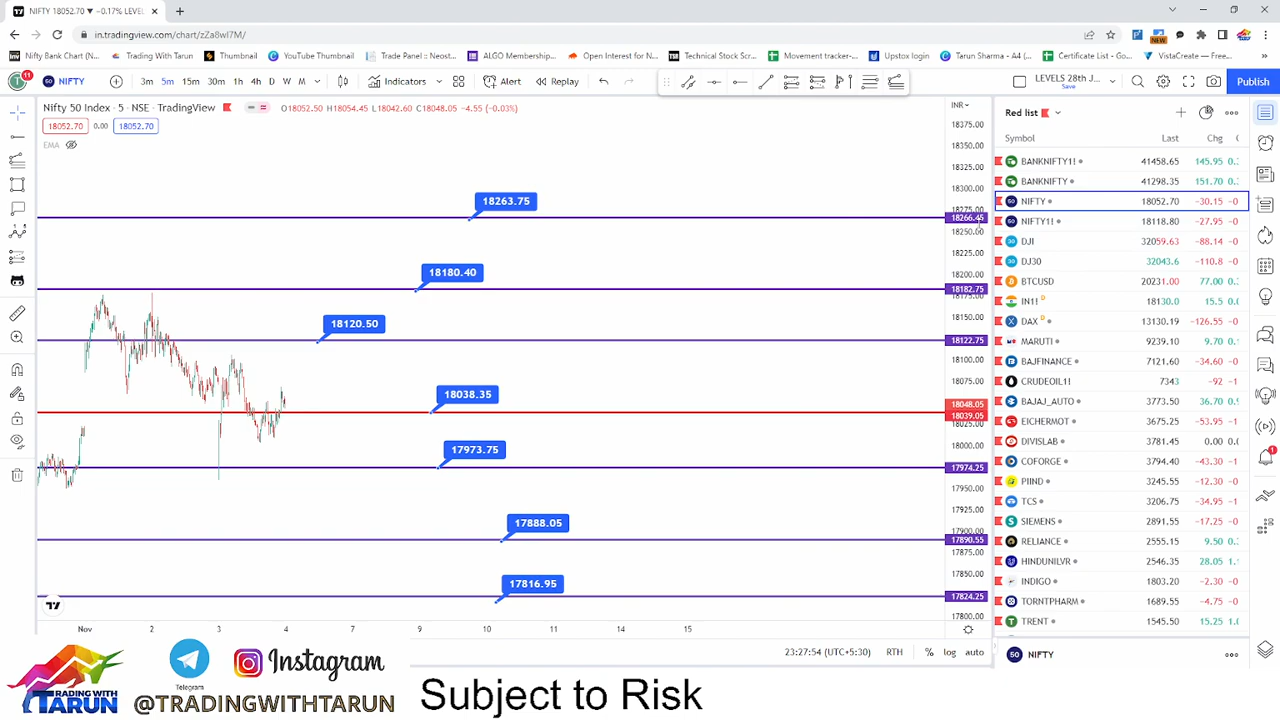 NIFTY 18052.70 ▼ −0.17% LEVEL
in.tradingview.com/chart/zZa8wI7M/
NEW
Nifty Bank Chart (N...
Trading With Tarun
Thumbnail
YouTube Thumbnail
Trade Panel :: Neost...
ALGO Membership...
Open Interest for N...
Technical Stock Scr...
Movement tracker-...
Upstox login
Tarun Sharma - A4 (...
Certificate List - Go...
VistaCreate — Free...
11
NIFTY
3m 5m 15m 30m 1h 4h D W M
Indicators
Alert
Replay
LEVELS 28th J...
Save
Publish
Nifty 50 Index · 5 · NSE · TradingView
O18052.50 H18054.45 L18042.60 C18048.05 −4.55 (−0.03%)
18052.70 0.00 18052.70
EMA
INR
18375.00
18350.00
18325.00
18300.00
18275.00
18266.45
18250.00
18225.00
18200.00
18182.75
18175.00
18150.00
18122.75
18100.00
18075.00
18048.05
18039.05
18025.00
18000.00
17974.25
17950.00
17925.00
17900.00
17890.55
17875.00
17850.00
17824.25
17800.00
18263.75
18180.40
18120.50
18038.35
17973.75
17888.05
17816.95
Nov 2 3 4 7 8 9 10 11 14 15
23:27:54 (UTC+5:30) RTH % log auto
Red list
Symbol Last Chg
BANKNIFTY1! 41458.65 145.95
BANKNIFTY 41298.35 151.70
NIFTY 18052.70 −30.15
NIFTY1! 18118.80 −27.95
DJI 32059.63 −88.14
DJ30 32043.6 −110.8
BTCUSD 20231.00 77.00
IN1! D 18130.0 15.5
DAX D 13130.19 −126.55
MARUTI 9239.10 9.70
BAJFINANCE 7121.60 −34.60
CRUDEOIL1! 7343 −92
BAJAJ_AUTO 3773.50 36.70
EICHERMOT 3675.25 −53.95
DIVISLAB 3781.45 0.00
COFORGE 3794.40 −43.30
PIIND 3245.55 −12.30
TCS 3206.75 −34.95
SIEMENS 2891.55 −17.25
RELIANCE 2555.15 9.50
HINDUNILVR 2546.35 28.05
INDIGO 1803.20 −2.30
TORNTPHARM 1689.55 −4.75
TRENT 1545.50 15.25
NIFTY
1
TRADING WITH
TARUN
Telegram
Instagram
@TRADINGWITHTARUN
Subject to Risk